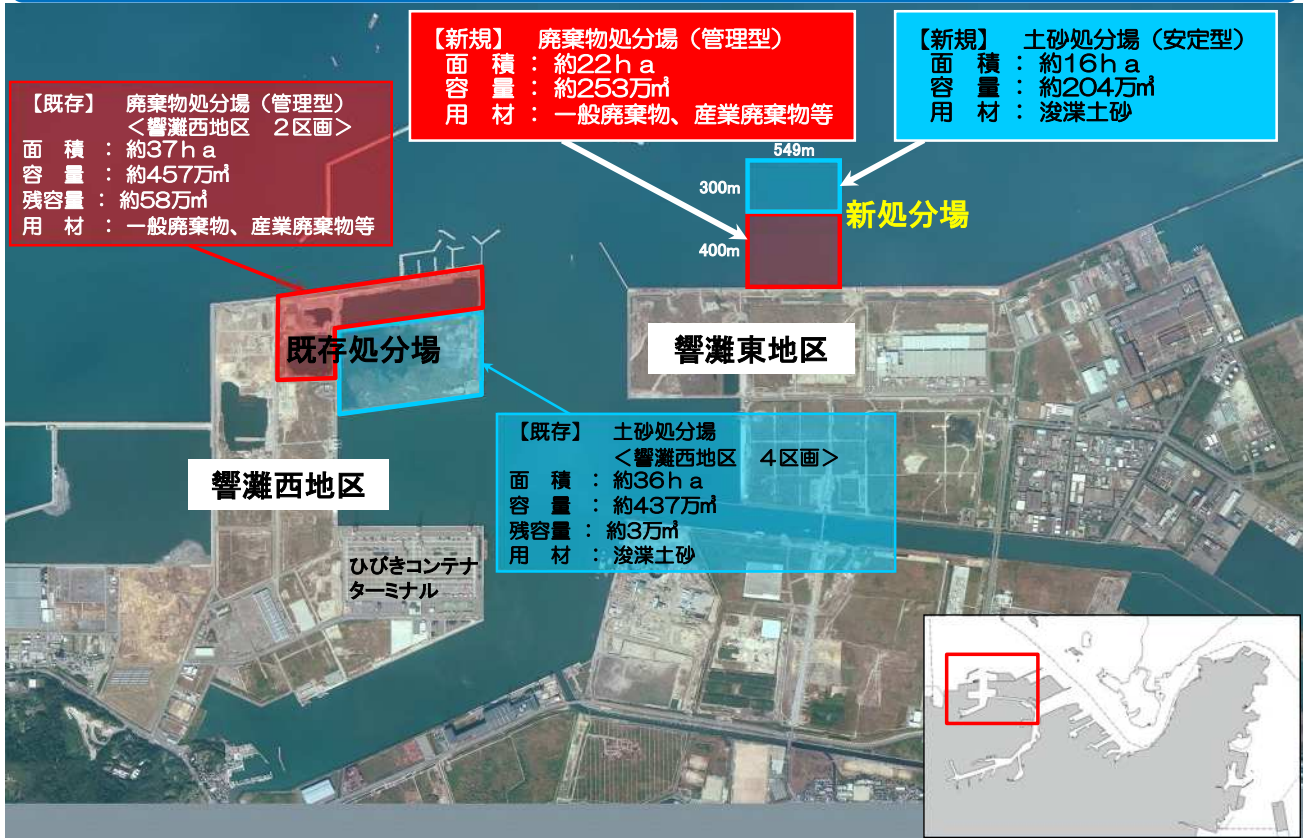 【新規】 廃棄物処分場（管理型）
面 積 ： 約22ｈａ
容 量 ： 約253万㎥
用 材 ： 一般廃棄物、産業廃棄物等
【新規】 土砂処分場（安定型）
面 積 ： 約16ｈａ
容 量 ： 約204万㎥
用 材 ： 浚渫土砂
【既存】 廃棄物処分場（管理型）
＜響灘西地区 ２区画＞
面 積 ： 約37ｈａ
容 量 ： 約457万㎥
残容量 ： 約58万㎥
用 材 ： 一般廃棄物、産業廃棄物等
549m
300m
新処分場
400m
既存処分場
響灘東地区
【既存】 土砂処分場
＜響灘西地区 ４区画＞
面 積 ： 約36ｈａ
容 量 ： 約437万㎥
残容量 ： 約3万㎥
用 材 ： 浚渫土砂
響灘西地区
ひびきコンテナ
ターミナル